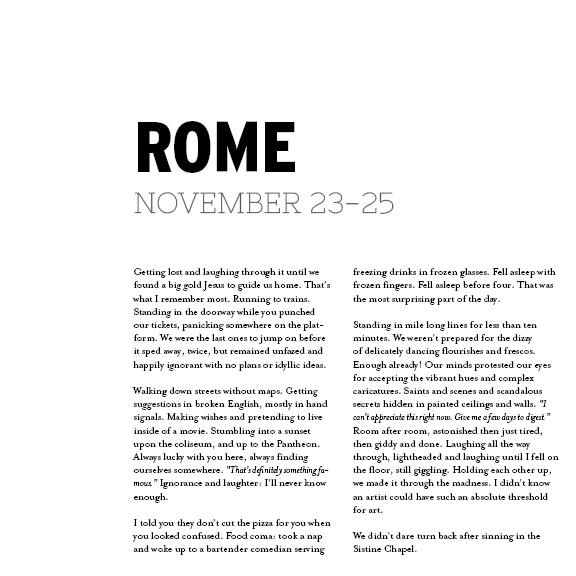 ROME
NOVEMBER 23–25
Getting lost and laughing through it until we
found a big gold Jesus to guide us home. That's
what I remember most. Running to trains.
Standing in the doorway while you punched
our tickets, panicking somewhere on the plat-
form. We were the last ones to jump on before
it sped away, twice, but remained unfazed and
happily ignorant with no plans or idyllic ideas.
Walking down streets without maps. Getting
suggestions in broken English, mostly in hand
signals. Making wishes and pretending to live
inside of a movie. Stumbling into a sunset
upon the coliseum, and up to the Pantheon.
Always lucky with you here, always finding
ourselves somewhere. "That's definitely something fa-
mous." Ignorance and laughter: I'll never know
enough.
I told you they don't cut the pizza for you when
you looked confused. Food coma: took a nap
and woke up to a bartender comedian serving
freezing drinks in frozen glasses. Fell asleep with
frozen fingers. Fell asleep before four. That was
the most surprising part of the day.
Standing in mile long lines for less than ten
minutes. We weren't prepared for the dizzy
of delicately dancing flourishes and frescos.
Enough already! Our minds protested our eyes
for accepting the vibrant hues and complex
caricatures. Saints and scenes and scandalous
secrets hidden in painted ceilings and walls. "I
can't appreciate this right now. Give me a few days to digest."
Room after room, astonished then just tired,
then giddy and done. Laughing all the way
through, lightheaded and laughing until I fell on
the floor, still giggling. Holding each other up,
we made it through the madness. I didn't know
an artist could have such an absolute threshold
for art.
We didn't dare turn back after sinning in the
Sistine Chapel.